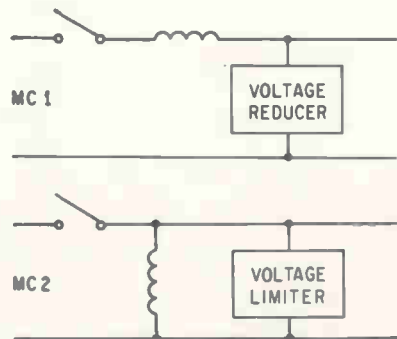 MC 1
VOLTAGE
REDUCER
MC 2
VOLTAGE
LIMITER